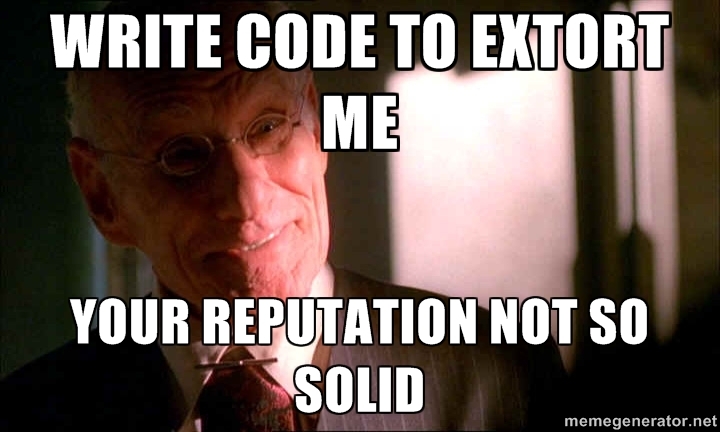 WRITE CODE TO EXTORT
ME
YOUR REPUTATION NOT SO
SOLID
memegenerator.net